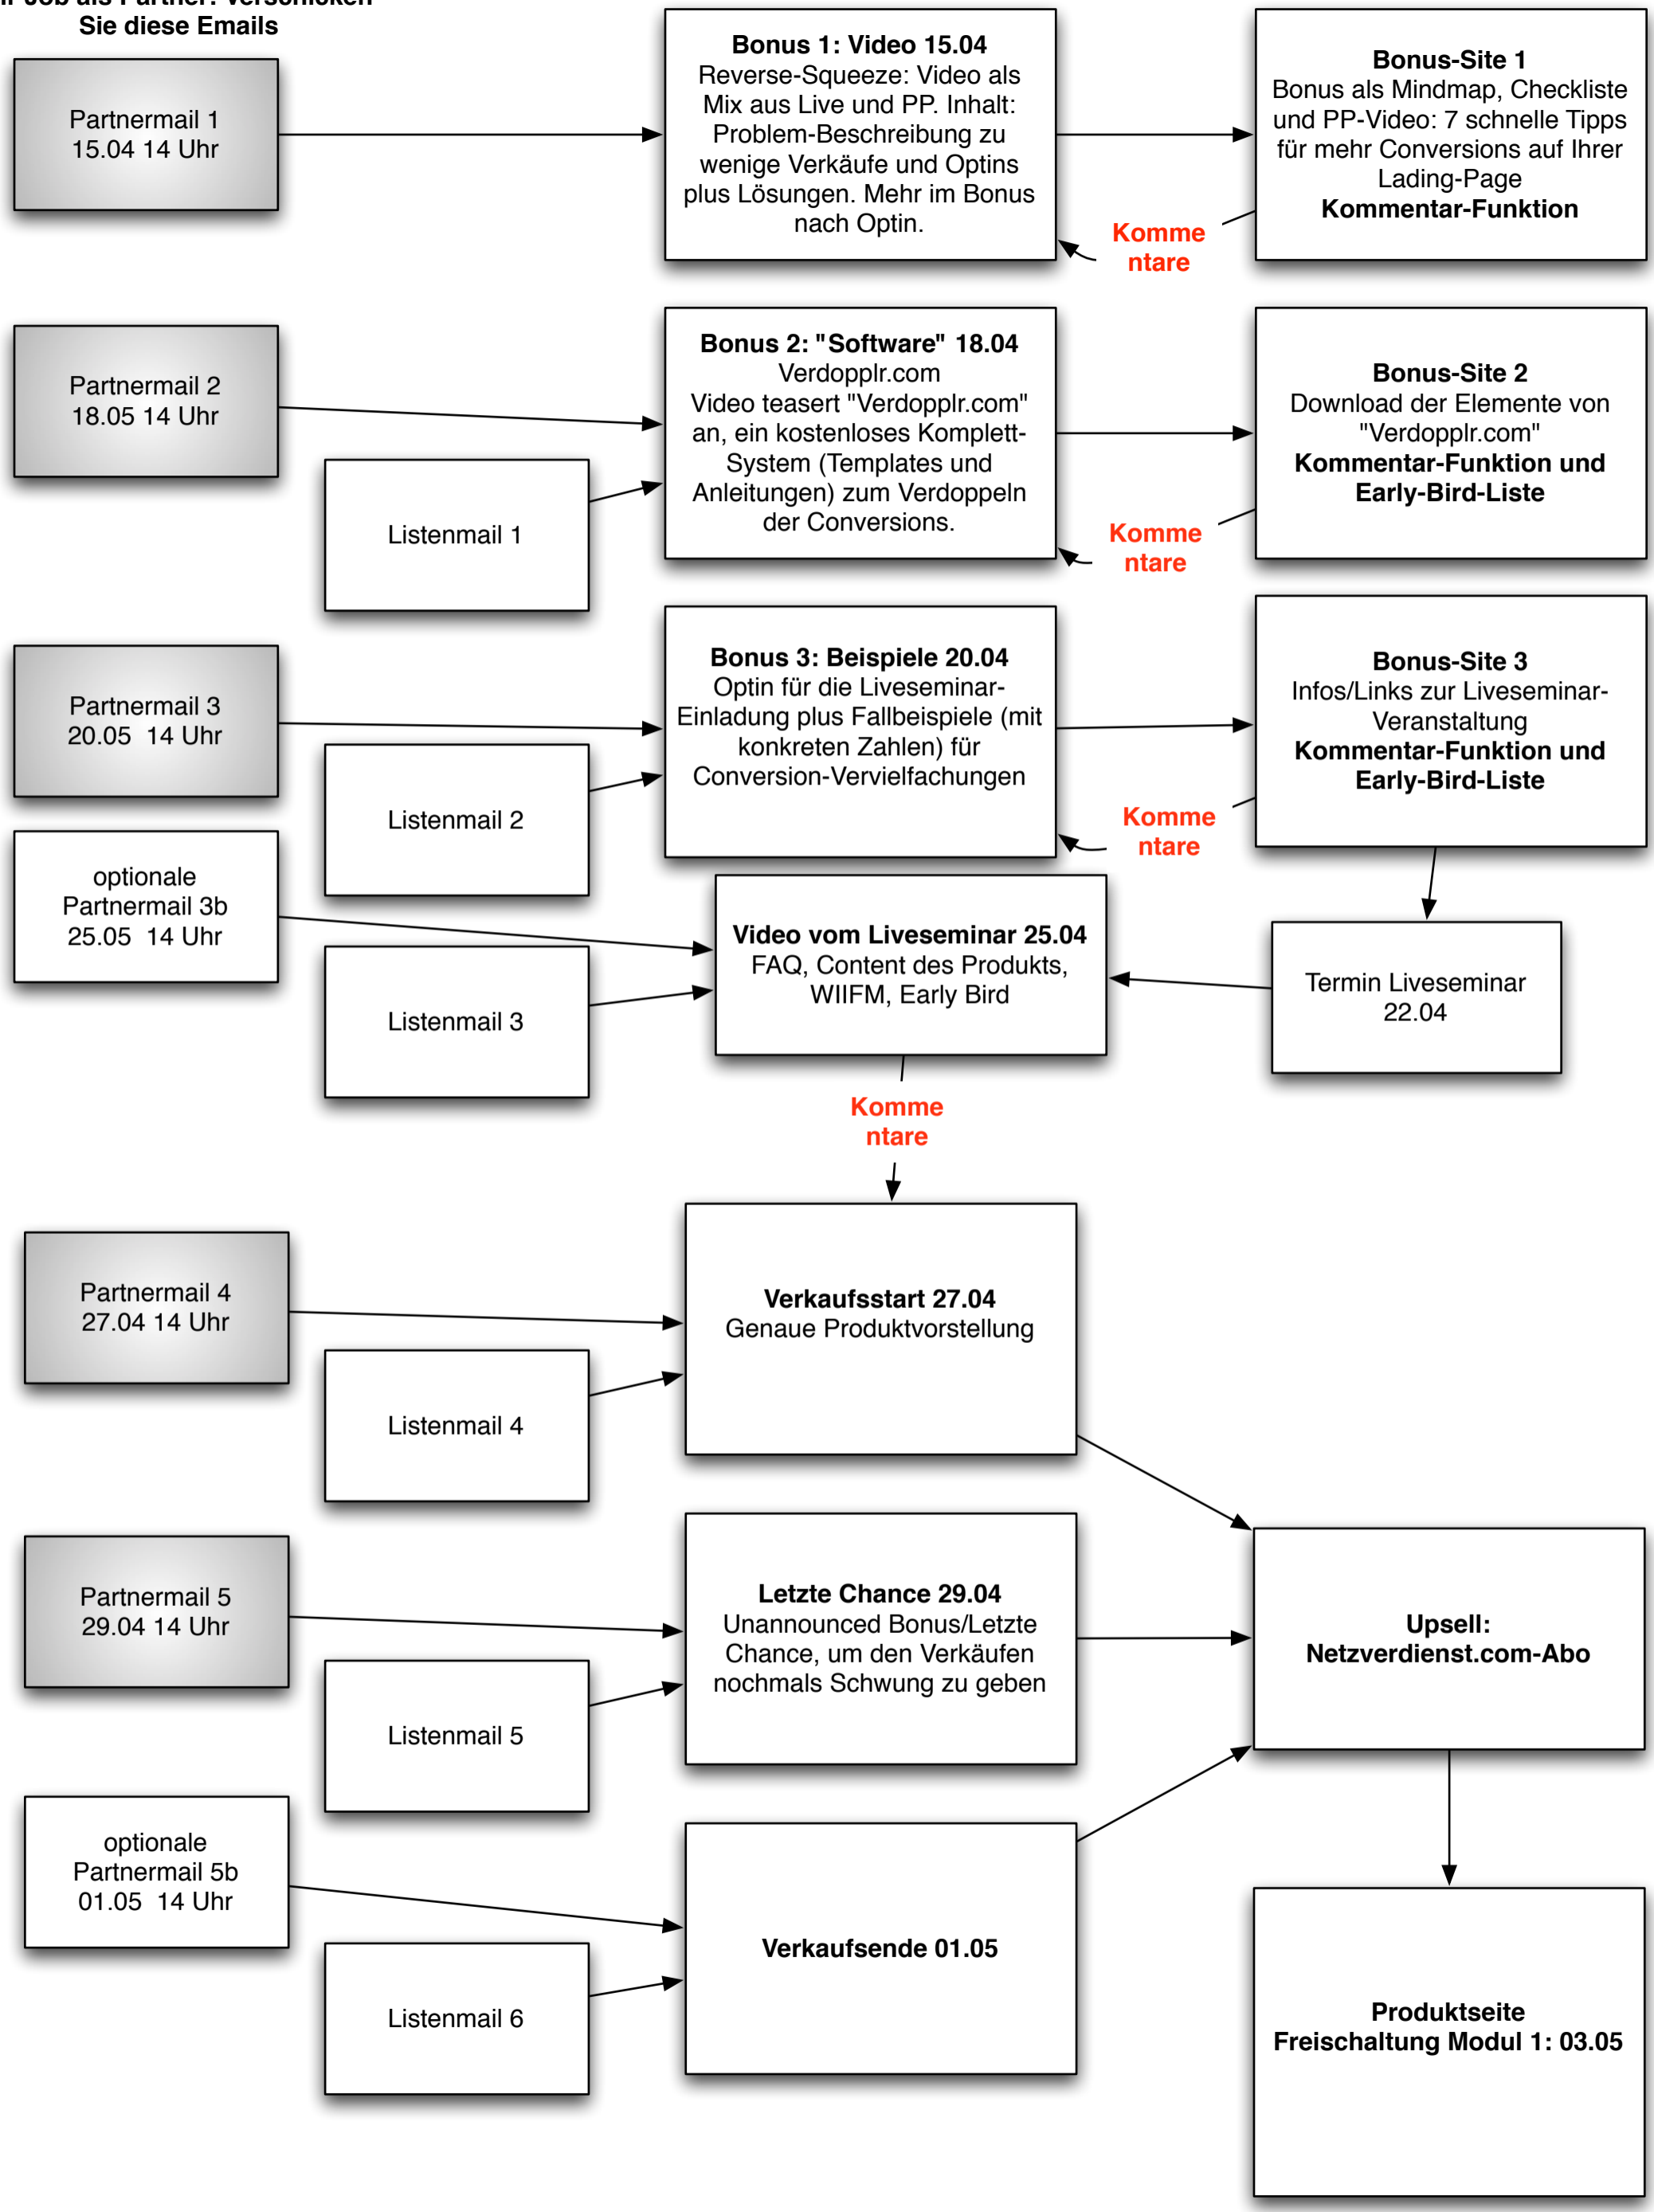 Job als Partner: Verschicken
Sie diese Emails
Partnermail 1
15.04 14 Uhr
Bonus 1: Video 15.04
Reverse-Squeeze: Video als
Mix aus Live und PP. Inhalt:
Problem-Beschreibung zu
wenige Verkäufe und Optins
plus Lösungen. Mehr im Bonus
nach Optin.
Bonus-Site 1
Bonus als Mindmap, Checkliste
und PP-Video: 7 schnelle Tipps
für mehr Conversions auf Ihrer
Lading-Page
Kommentar-Funktion
Komme
ntare
Partnermail 2
18.05 14 Uhr
Listenmail 1
Bonus 2: "Software" 18.04
Verdopplr.com
Video teasert "Verdopplr.com"
an, ein kostenloses Komplett-
System (Templates und
Anleitungen) zum Verdoppeln
der Conversions.
Bonus-Site 2
Download der Elemente von
"Verdopplr.com"
Kommentar-Funktion und
Early-Bird-Liste
Komme
ntare
Partnermail 3
20.05  14 Uhr
Listenmail 2
Bonus 3: Beispiele 20.04
Optin für die Liveseminar-
Einladung plus Fallbeispiele (mit
konkreten Zahlen) für
Conversion-Vervielfachungen
Bonus-Site 3
Infos/Links zur Liveseminar-
Veranstaltung
Kommentar-Funktion und
Early-Bird-Liste
Komme
ntare
optionale
Partnermail 3b
25.05  14 Uhr
Listenmail 3
Video vom Liveseminar 25.04
FAQ, Content des Produkts,
WIIFM, Early Bird
Termin Liveseminar
22.04
Komme
ntare
Partnermail 4
27.04 14 Uhr
Listenmail 4
Verkaufsstart 27.04
Genaue Produktvorstellung
Partnermail 5
29.04 14 Uhr
Listenmail 5
Letzte Chance 29.04
Unannounced Bonus/Letzte
Chance, um den Verkäufen
nochmals Schwung zu geben
Upsell:
Netzverdienst.com-Abo
optionale
Partnermail 5b
01.05  14 Uhr
Listenmail 6
Verkaufsende 01.05
Produktseite
Freischaltung Modul 1: 03.05